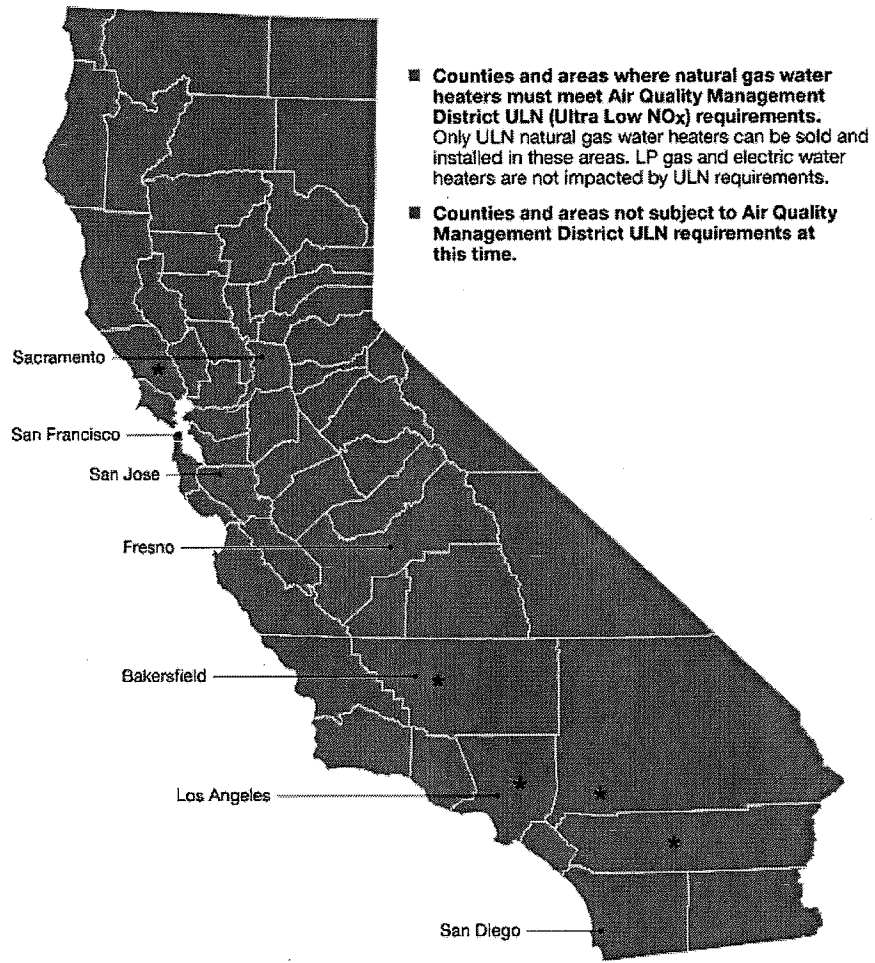 ■ Counties and areas where natural gas water
heaters must meet Air Quality Management
District ULN (Ultra Low NOx) requirements.
Only ULN natural gas water heaters can be sold and
installed in these areas. LP gas and electric water
heaters are not impacted by ULN requirements.
■ Counties and areas not subject to Air Quality
Management District ULN requirements at
this time.
Sacramento
*
San Francisco
San Jose
Fresno
Bakersfield
*
Los Angeles
*
*
*
San Diego